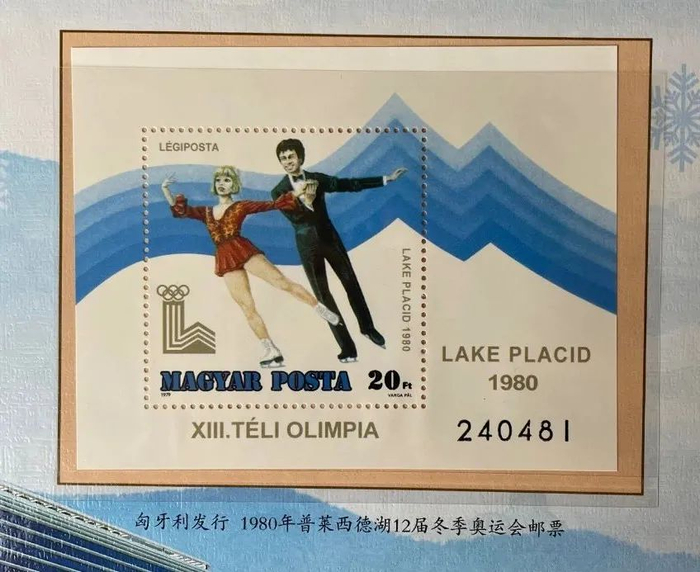 LÉGIPOSTA
LAKE PLACID 1980
MAGYAR POSTA 20 Ft
1979 VARGA PÁL
LAKE PLACID
1980
XIII. TÉLI OLIMPIA
240481
匈牙利发行 1980年普莱西德湖12届冬季奥运会邮票